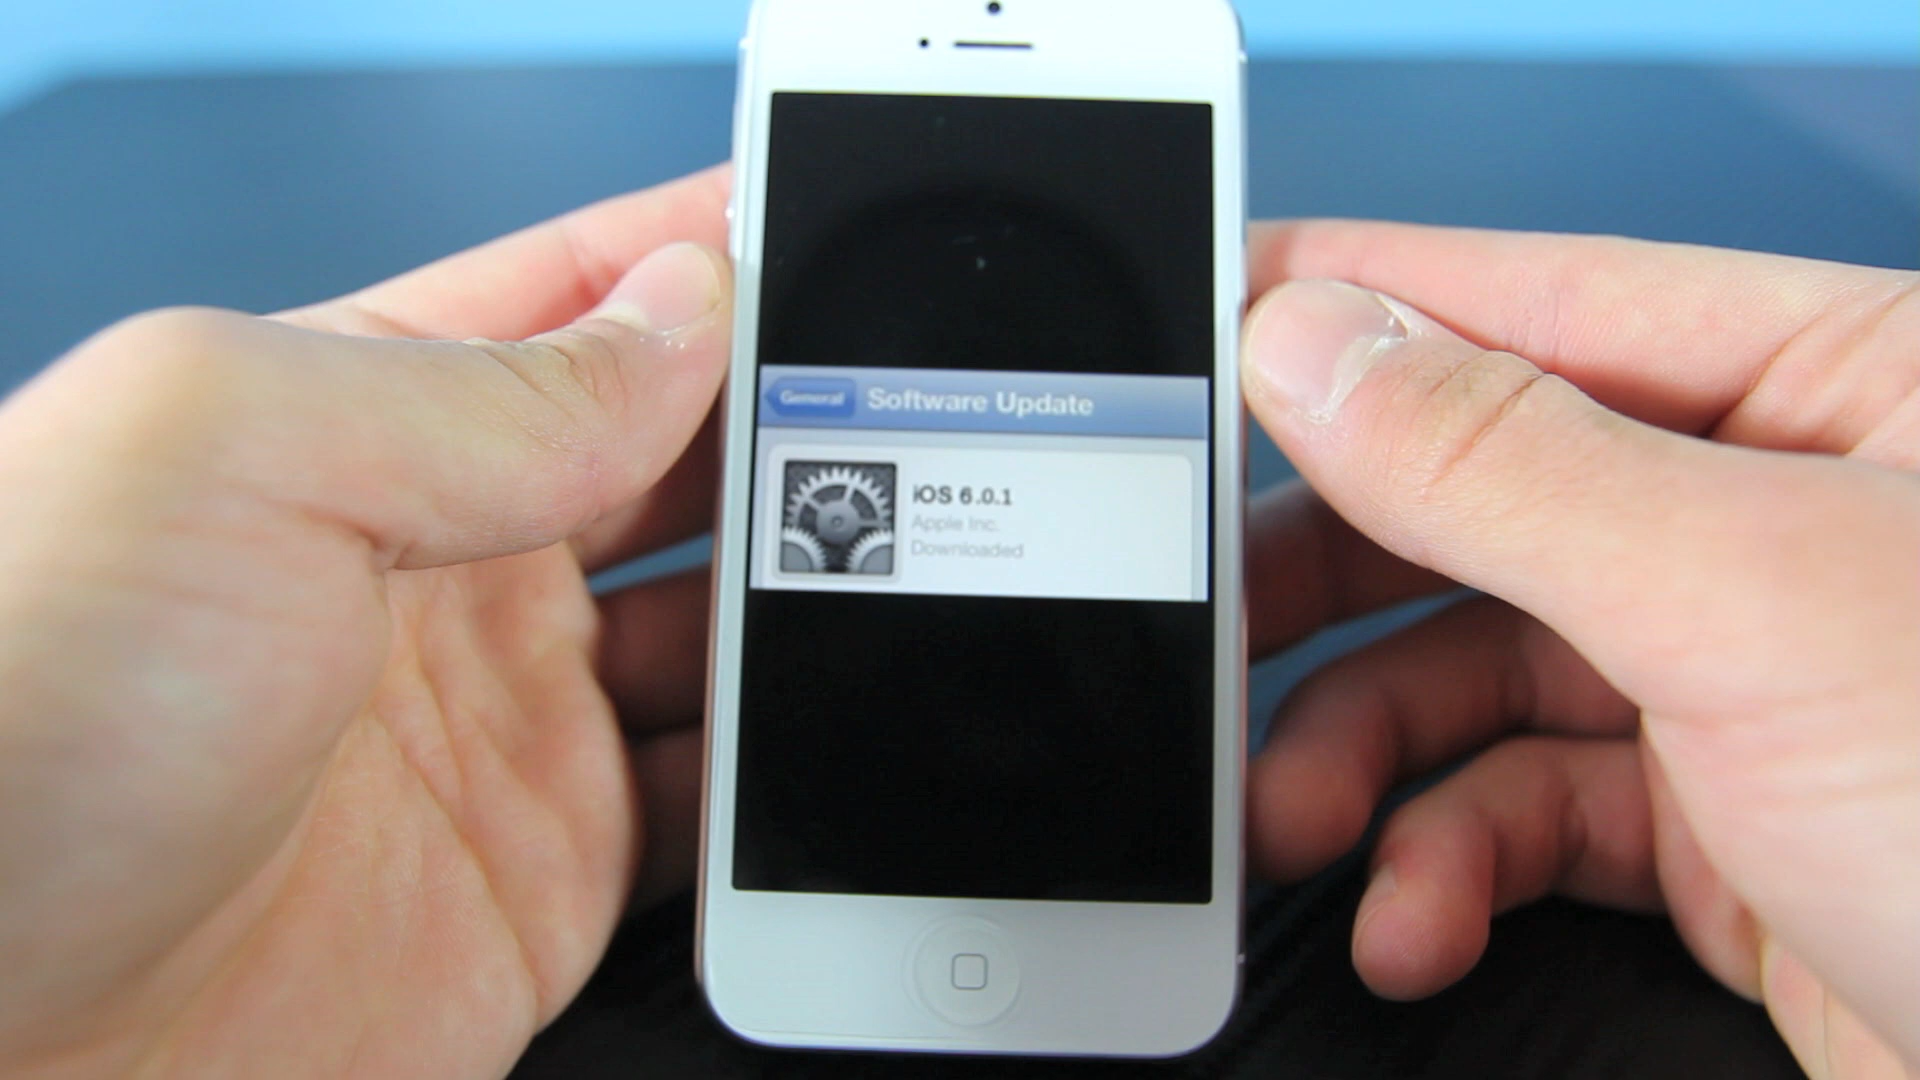 General
Software Update
iOS 6.0.1
Apple Inc.
Downloaded